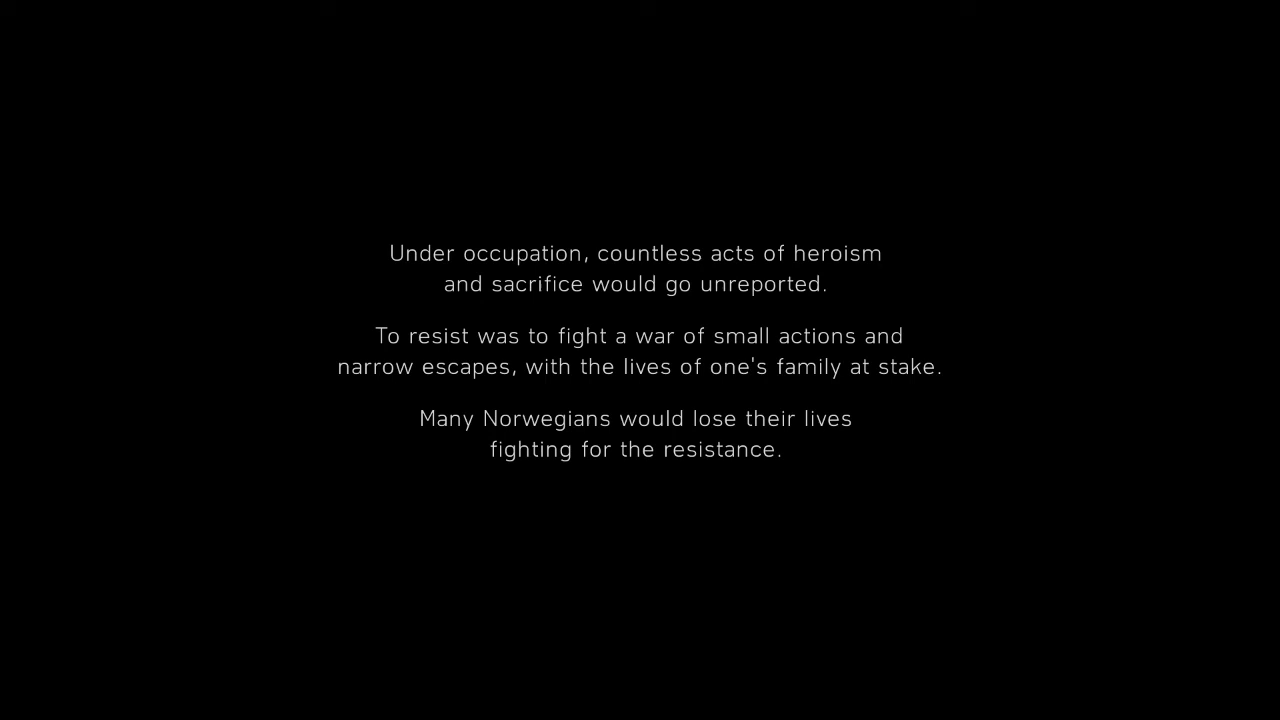 Under occupation, countless acts of heroism
and sacrifice would go unreported.
To resist was to fight a war of small actions and
narrow escapes, with the lives of one's family at stake.
Many Norwegians would lose their lives
fighting for the resistance.